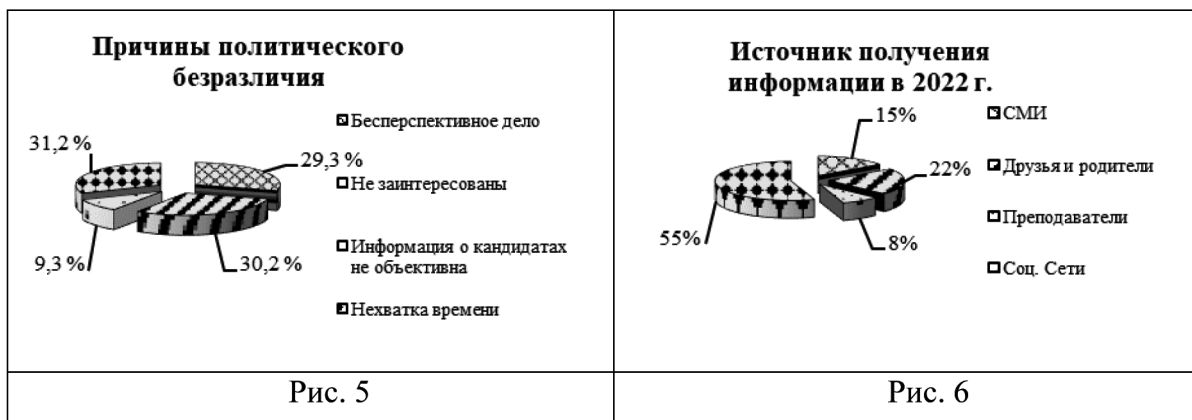 Причины политического
безразличия
Бесперспективное дело
29,3 %
31,2 %
Не заинтересованы
Информация о кандидатах
не объективна
9,3 %
30,2 %
Нехватка времени
Рис. 5
Источник получения
информации в 2022 г.
15%
СМИ
Друзья и родители
22%
Преподаватели
55%
8%
Соц. Сети
Рис. 6